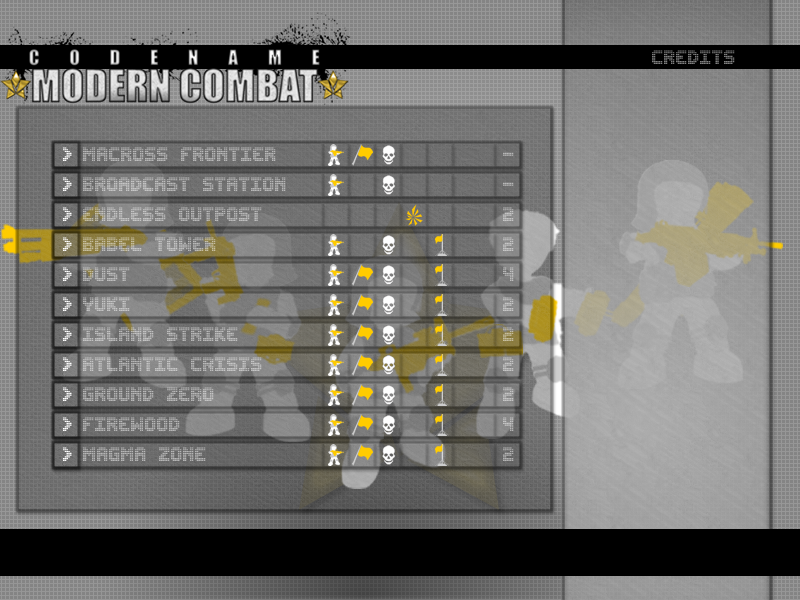 CODENAME
MODERN COMBAT
CREDITS
MACROSS FRONTIER -
BROADCAST STATION -
ENDLESS OUTPOST 2
BABEL TOWER 2
DUST 4
YUKI 2
ISLAND STRIKE 2
ATLANTIC CRISIS 2
GROUND ZERO 2
FIREWOOD 4
MAGMA ZONE 2